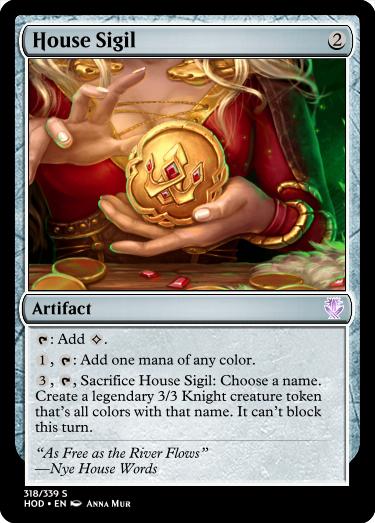 House Sigil
2
Artifact
: Add .
1, : Add one mana of any color.
3, , Sacrifice House Sigil: Choose a name.
Create a legendary 3/3 Knight creature token
that's all colors with that name. It can't block
this turn.
"As Free as the River Flows"
—Nye House Words
318/339 S
HOD • EN Anna Mur